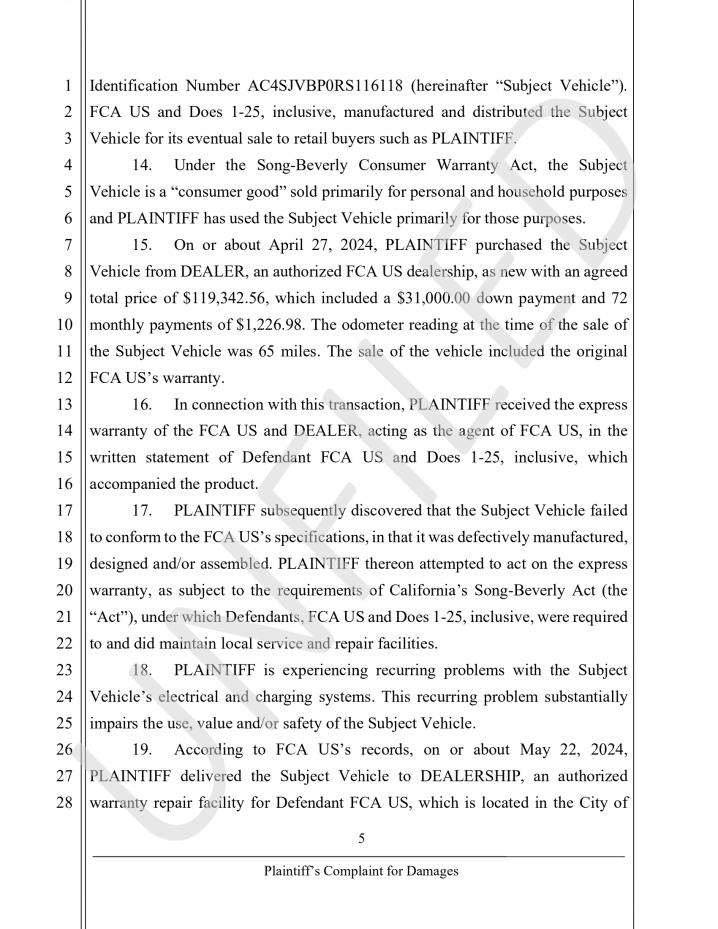 1 Identification Number AC4SJVBP0RS116118 (hereinafter “Subject Vehicle”).
2 FCA US and Does 1-25, inclusive, manufactured and distributed the Subject
3 Vehicle for its eventual sale to retail buyers such as PLAINTIFF.
4 14. Under the Song-Beverly Consumer Warranty Act, the Subject
5 Vehicle is a “consumer good” sold primarily for personal and household purposes
6 and PLAINTIFF has used the Subject Vehicle primarily for those purposes.
7 15. On or about April 27, 2024, PLAINTIFF purchased the Subject
8 Vehicle from DEALER, an authorized FCA US dealership, as new with an agreed
9 total price of $119,342.56, which included a $31,000.00 down payment and 72
10 monthly payments of $1,226.98. The odometer reading at the time of the sale of
11 the Subject Vehicle was 65 miles. The sale of the vehicle included the original
12 FCA US’s warranty.
13 16. In connection with this transaction, PLAINTIFF received the express
14 warranty of the FCA US and DEALER, acting as the agent of FCA US, in the
15 written statement of Defendant FCA US and Does 1-25, inclusive, which
16 accompanied the product.
17 17. PLAINTIFF subsequently discovered that the Subject Vehicle failed
18 to conform to the FCA US’s specifications, in that it was defectively manufactured,
19 designed and/or assembled. PLAINTIFF thereon attempted to act on the express
20 warranty, as subject to the requirements of California’s Song-Beverly Act (the
21 “Act”), under which Defendants, FCA US and Does 1-25, inclusive, were required
22 to and did maintain local service and repair facilities.
23 18. PLAINTIFF is experiencing recurring problems with the Subject
24 Vehicle’s electrical and charging systems. This recurring problem substantially
25 impairs the use, value and/or safety of the Subject Vehicle.
26 19. According to FCA US’s records, on or about May 22, 2024,
27 PLAINTIFF delivered the Subject Vehicle to DEALERSHIP, an authorized
28 warranty repair facility for Defendant FCA US, which is located in the City of
5
Plaintiff’s Complaint for Damages
UNFILED